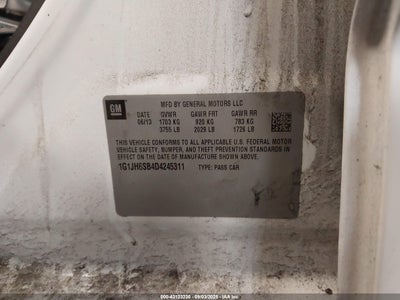 MFD BY GENERAL MOTORS LLC
GM
DATE GVWR GAWR FRT GAWR RR
06/13 1703 KG 920 KG 783 KG
3755 LB 2029 LB 1726 LB
THIS VEHICLE CONFORMS TO ALL APPLICABLE U.S. FEDERAL MOTOR
VEHICLE SAFETY, BUMPER, AND THEFT PREVENTION STANDARDS
IN EFFECT ON THE DATE OF MANUFACTURE SHOWN ABOVE.
1G1JH6SB4D4245311 TYPE: PASS CAR
000-43123230 - 09/03/2025 - IAA Inc.